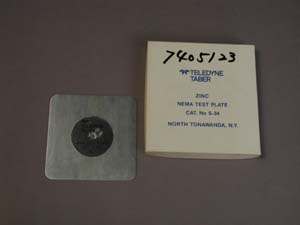 7405123
TELEDYNE
TABER
ZINC
NEMA TEST PLATE
CAT. No S-34
NORTH TONAWANDA, N.Y.